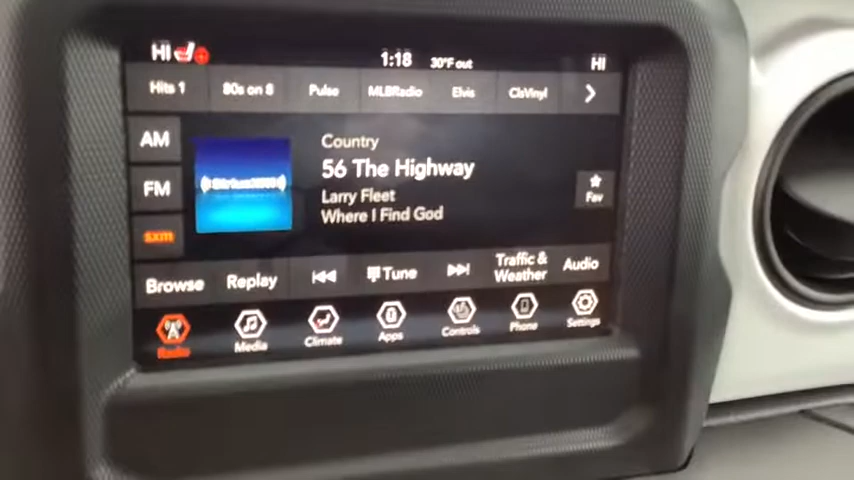 HI 1:18 30°F out HI
Hits 1 80s on 8 Pulse MLBRadio Elvis ClsVinyl
AM
FM
sxm
SiriusXM
Country
56 The Highway
Larry Fleet
Where I Find God
Fav
Browse Replay Tune Traffic & Weather Audio
Radio Media Climate Apps Controls Phone Settings